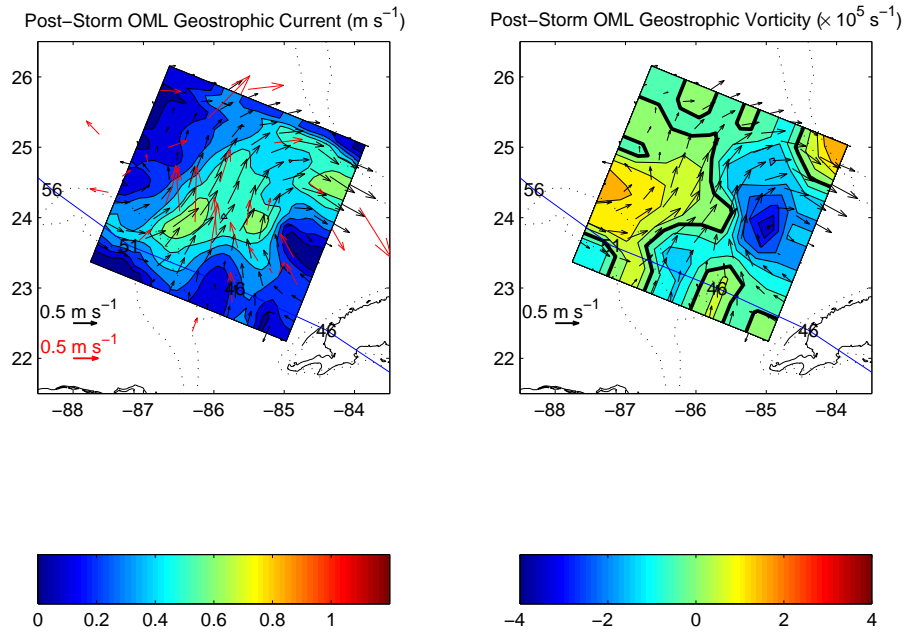 Post−Storm OML Geostrophic Current (m s⁻¹)
26
25
24
23
22
56
51
46
46
0.5 m s⁻¹
0.5 m s⁻¹
−88 −87 −86 −85 −84
0 0.2 0.4 0.6 0.8 1
Post−Storm OML Geostrophic Vorticity (× 10⁵ s⁻¹)
26
25
24
23
22
56
51
46
46
0.5 m s⁻¹
−88 −87 −86 −85 −84
−4 −2 0 2 4